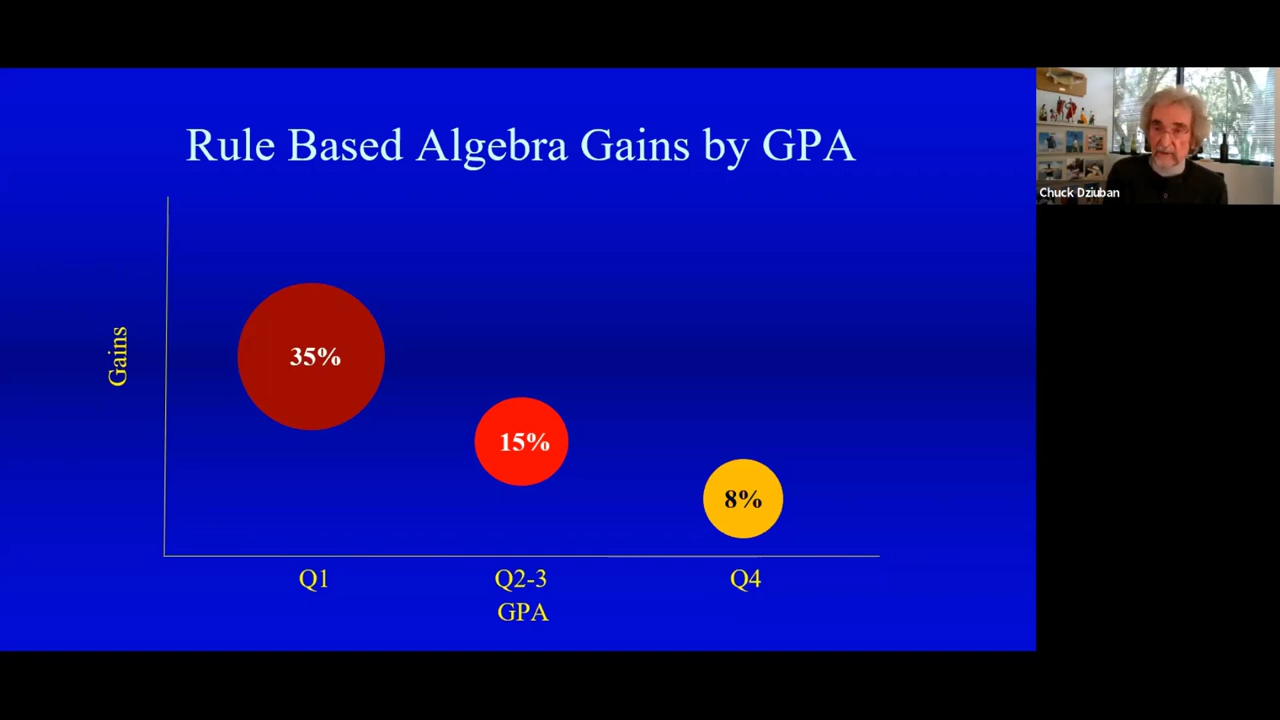 Rule Based Algebra Gains by GPA
Chuck Dziuban
Gains
35%
15%
8%
Q1
Q2-3
Q4
GPA